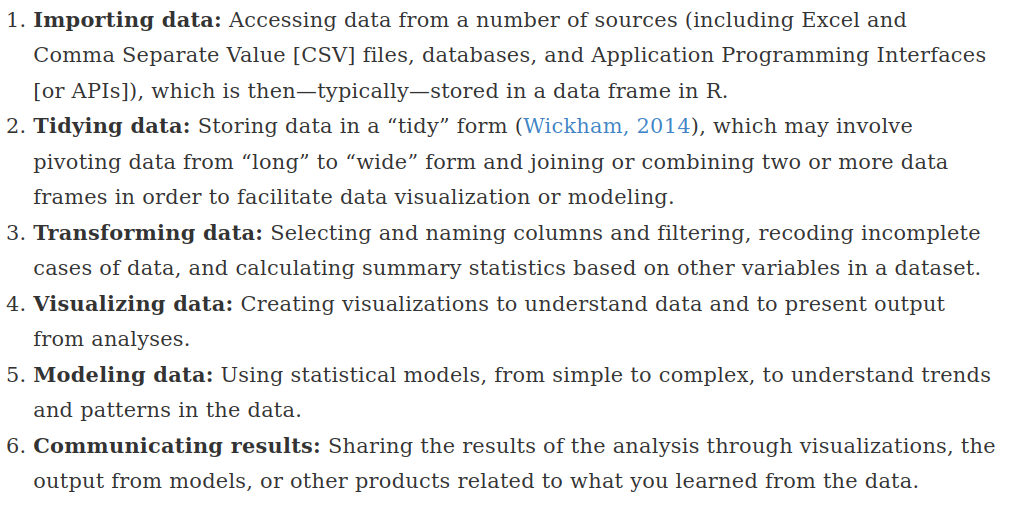 1. Importing data: Accessing data from a number of sources (including Excel and
Comma Separate Value [CSV] files, databases, and Application Programming Interfaces
[or APIs]), which is then—typically—stored in a data frame in R.
2. Tidying data: Storing data in a “tidy” form (Wickham, 2014), which may involve
pivoting data from “long” to “wide” form and joining or combining two or more data
frames in order to facilitate data visualization or modeling.
3. Transforming data: Selecting and naming columns and filtering, recoding incomplete
cases of data, and calculating summary statistics based on other variables in a dataset.
4. Visualizing data: Creating visualizations to understand data and to present output
from analyses.
5. Modeling data: Using statistical models, from simple to complex, to understand trends
and patterns in the data.
6. Communicating results: Sharing the results of the analysis through visualizations, the
output from models, or other products related to what you learned from the data.